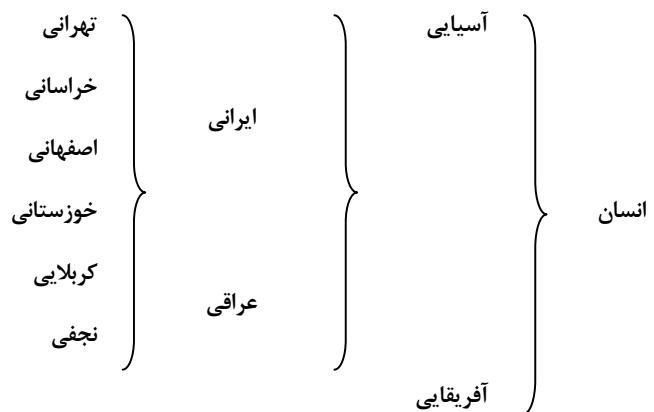 انسان
آسیایی
آفریقایی
ایرانی
عراقی
تهرانی
خراسانی
اصفهانی
خوزستانی
کربلایی
نجفی